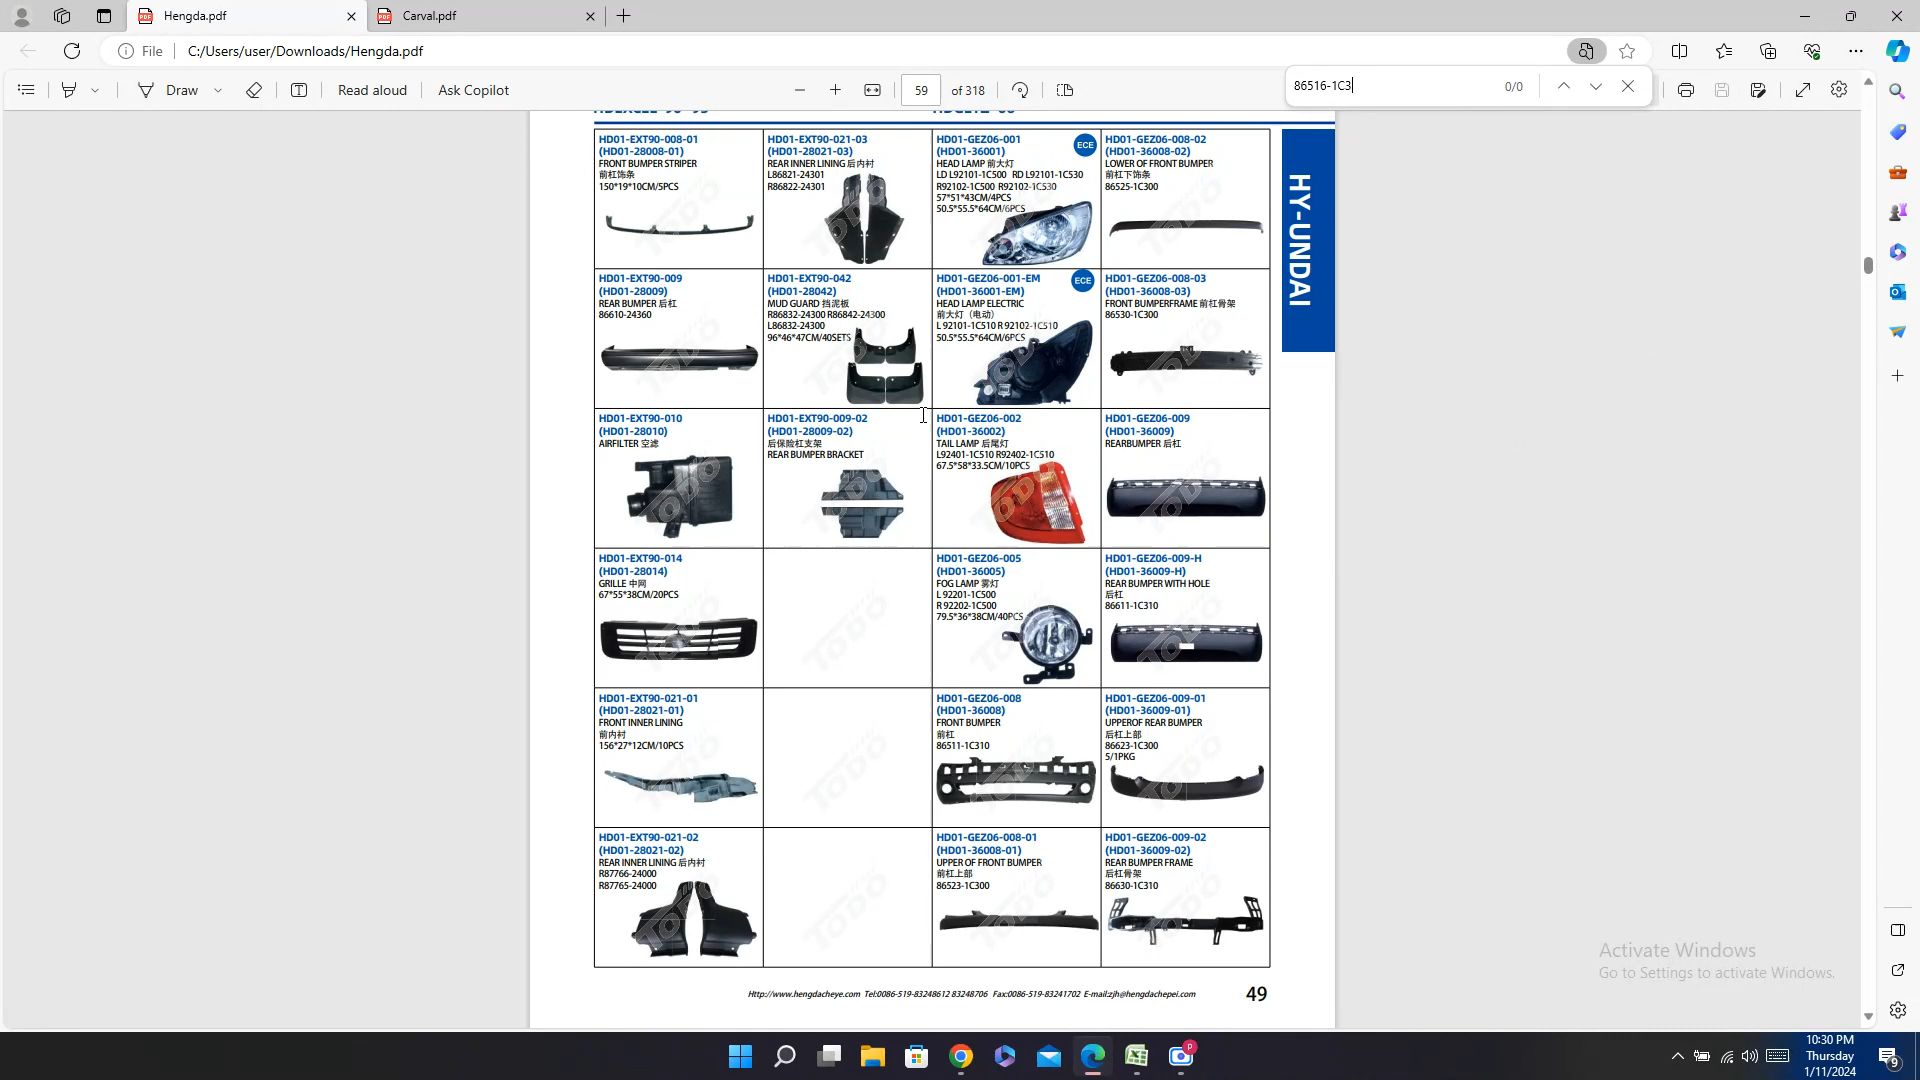 Hengda.pdf
Carval.pdf
File
C:/Users/user/Downloads/Hengda.pdf
86516-1C3
0/0
Draw
59
of 318
Read aloud
Ask Copilot
HD01-EXT90-008-01
(HD01-28008-01)
FRONT BUMPER STRIPER
前杠饰条
150*19*10CM/5PCS
HD01-EXT90-021-03
(HD01-28021-03)
REAR INNER LINING 后内衬
L86821-24301
R86822-24301
HD01-GEZ06-001
(HD01-36001)
HEAD LAMP 前大灯
LD L92101-1C500 RD L92101-1C530
R92102-1C500 R92102-1C530
57*51*43CM/4PCS
50.5*55.5*64CM/6PCS
ECE
HD01-GEZ06-008-02
(HD01-36008-02)
LOWER OF FRONT BUMPER
前杠下饰条
86525-1C300
HY-UNDAI
HD01-EXT90-009
(HD01-28009)
REAR BUMPER 后杠
86610-24360
HD01-EXT90-042
(HD01-28042)
MUD GUARD 挡泥板
R86832-24300 R86842-24300
L86832-24300
96*46*47CM/40SETS
HD01-GEZ06-001-EM
(HD01-36001-EM)
HEAD LAMP ELECTRIC
前大灯（电动）
L 92101-1C510 R 92102-1C510
50.5*55.5*64CM/6PCS
ECE
HD01-GEZ06-008-03
(HD01-36008-03)
FRONT BUMPERFRAME 前杠骨架
86530-1C300
HD01-EXT90-010
(HD01-28010)
AIRFILTER 空滤
HD01-EXT90-009-02
(HD01-28009-02)
后保险杠支架
REAR BUMPER BRACKET
HD01-GEZ06-002
(HD01-36002)
TAIL LAMP 后尾灯
L92401-1C510 R92402-1C510
67.5*58*33.5CM/10PCS
HD01-GEZ06-009
(HD01-36009)
REARBUMPER 后杠
HD01-EXT90-014
(HD01-28014)
GRILLE 中网
67*55*38CM/20PCS
HD01-GEZ06-005
(HD01-36005)
FOG LAMP 雾灯
L 92201-1C500
R 92202-1C500
79.5*36*38CM/40PCS
HD01-GEZ06-009-H
(HD01-36009-H)
REAR BUMPER WITH HOLE
后杠
86611-1C310
HD01-EXT90-021-01
(HD01-28021-01)
FRONT INNER LINING
前内衬
156*27*12CM/10PCS
HD01-GEZ06-008
(HD01-36008)
FRONT BUMPER
前杠
86511-1C310
HD01-GEZ06-009-01
(HD01-36009-01)
UPPEROF REAR BUMPER
后杠上部
86623-1C300
5/1PKG
HD01-EXT90-021-02
(HD01-28021-02)
REAR INNER LINING 后内衬
R87766-24000
R87765-24000
HD01-GEZ06-008-01
(HD01-36008-01)
UPPER OF FRONT BUMPER
前杠上部
86523-1C300
HD01-GEZ06-009-02
(HD01-36009-02)
REAR BUMPER FRAME
后杠骨架
86630-1C310
Http://www.hengdacheye.com Tel:0086-519-83248612 83248706 Fax:0086-519-83241702 E-mail:zjh@hengdachepei.com
49
Activate Windows
Go to Settings to activate Windows.
10:30 PM
Thursday
1/11/2024
9